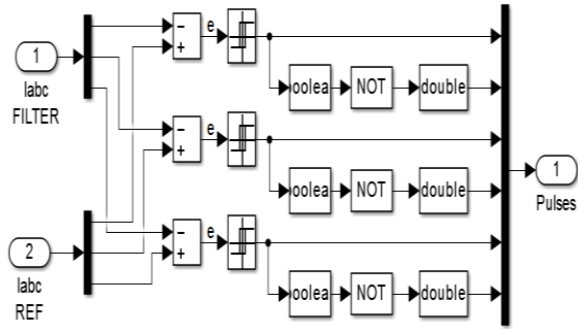 − + e
1
Iabc
FILTER
oolea NOT double
− + e
oolea NOT double
1
Pulses
− + e
2
Iabc
REF
oolea NOT double